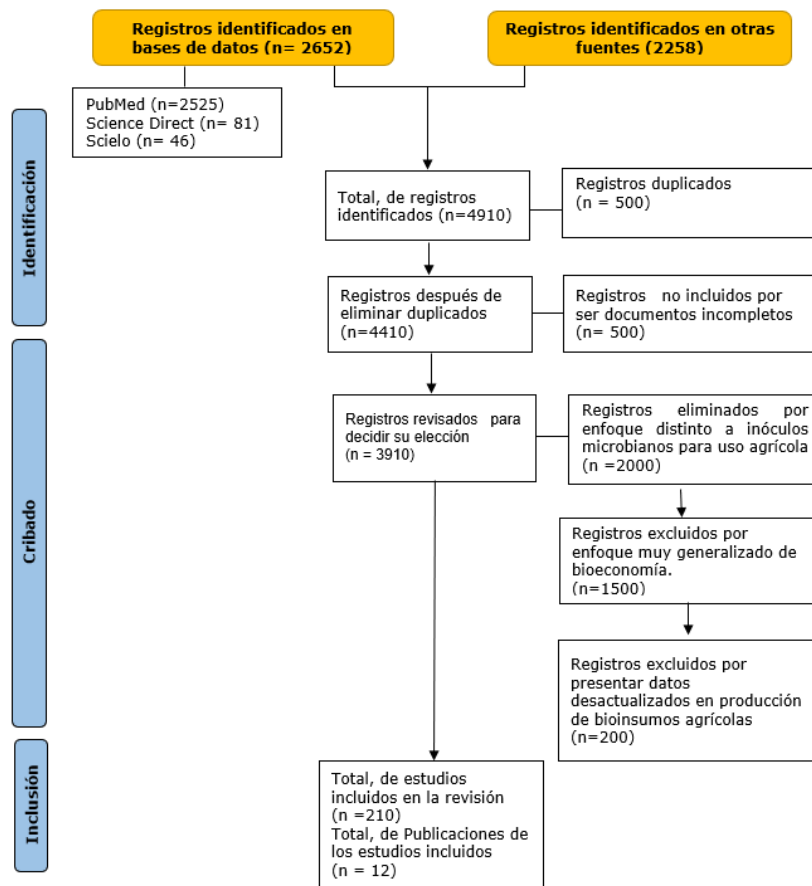 Registros identificados en
bases de datos (n= 2652)
Registros identificados en otras
fuentes (2258)
PubMed (n=2525)
Science Direct (n= 81)
Scielo (n= 46)
Identificación
Total, de registros
identificados (n=4910)
Registros duplicados
(n = 500)
Registros después de
eliminar duplicados
(n=4410)
Registros no incluidos por
ser documentos incompletos
(n= 500)
Cribado
Registros revisados para
decidir su elección
(n = 3910)
Registros eliminados por
enfoque distinto a inóculos
microbianos para uso agrícola
(n =2000)
Registros excluidos por
enfoque muy generalizado de
bioeconomía.
(n=1500)
Registros excluidos por
presentar datos
desactualizados en producción
de bioinsumos agrícolas
(n=200)
Inclusión
Total, de estudios
incluidos en la revisión
(n =210)
Total, de Publicaciones de
los estudios incluidos
(n = 12)